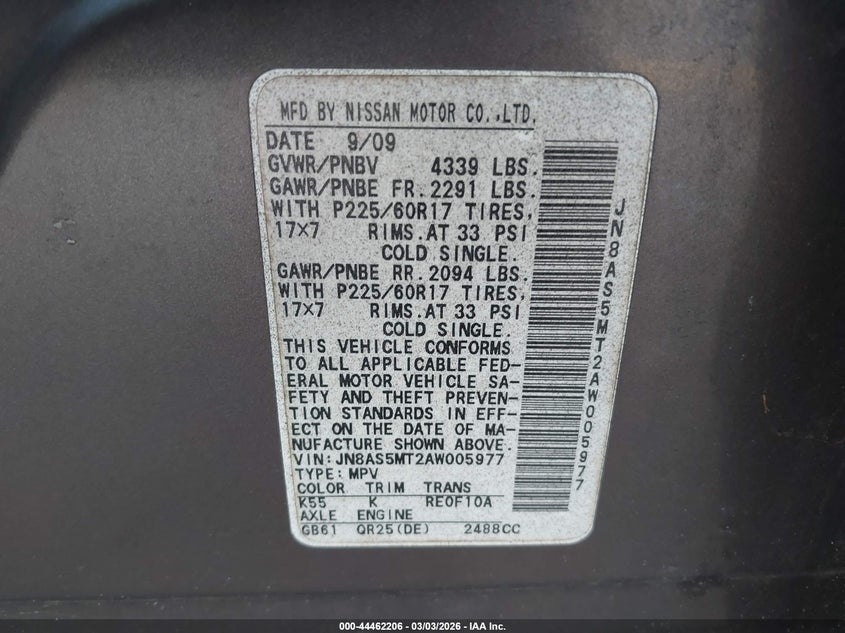 MFD BY NISSAN MOTOR CO.,LTD.
DATE 9/09
GVWR/PNBV 4339 LBS.
GAWR/PNBE FR. 2291 LBS.
WITH P225/60R17 TIRES,
17×7 RIMS.AT 33 PSI
COLD SINGLE.
GAWR/PNBE RR. 2094 LBS.
WITH P225/60R17 TIRES,
17×7 RIMS.AT 33 PSI
COLD SINGLE.
THIS VEHICLE CONFORMS
TO ALL APPLICABLE FED-
ERAL MOTOR VEHICLE SA-
FETY AND THEFT PREVEN-
TION STANDARDS IN EFF-
ECT ON THE DATE OF MA-
NUFACTURE SHOWN ABOVE.
VIN:JN8AS5MT2AW005977
TYPE:MPV
COLOR TRIM TRANS
K55 K RE0F10A
AXLE ENGINE
GB61 QR25(DE) 2488CC
JN8AS5MT2AW005977
000-44462206 - 03/03/2026 - IAA Inc.